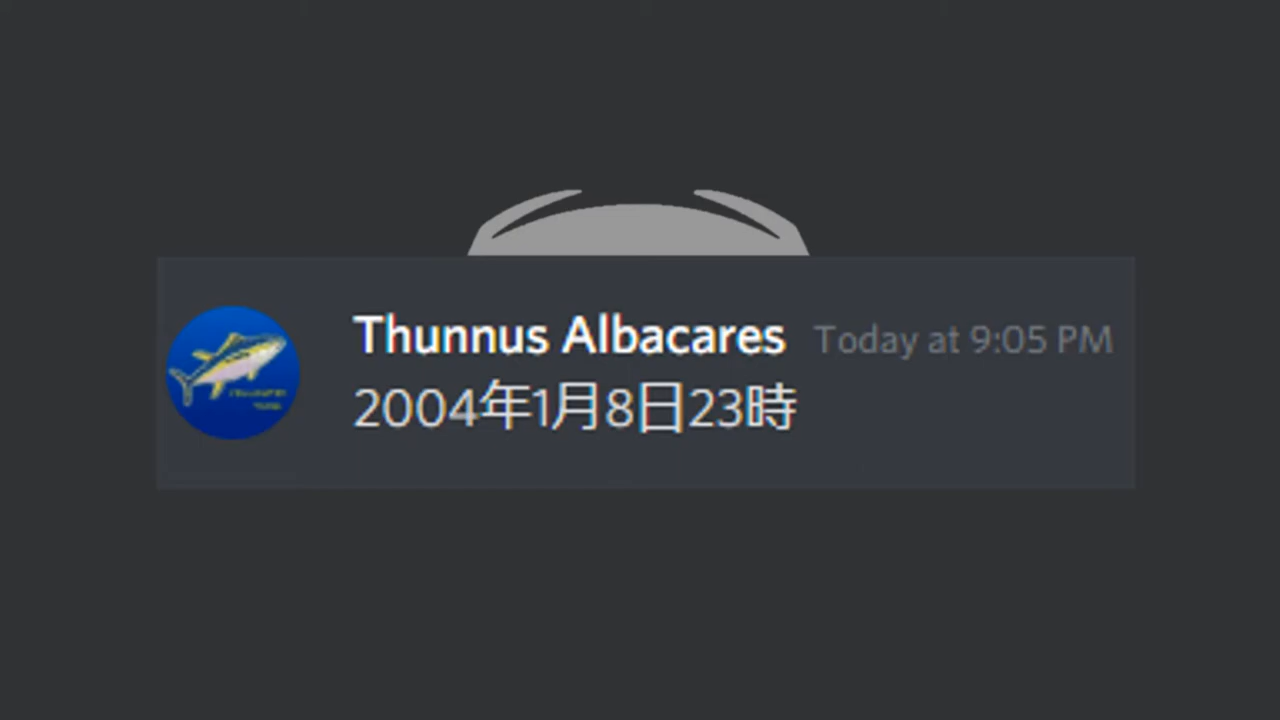 Thunnus Albacares Today at 9:05 PM
2004年1月8日23時